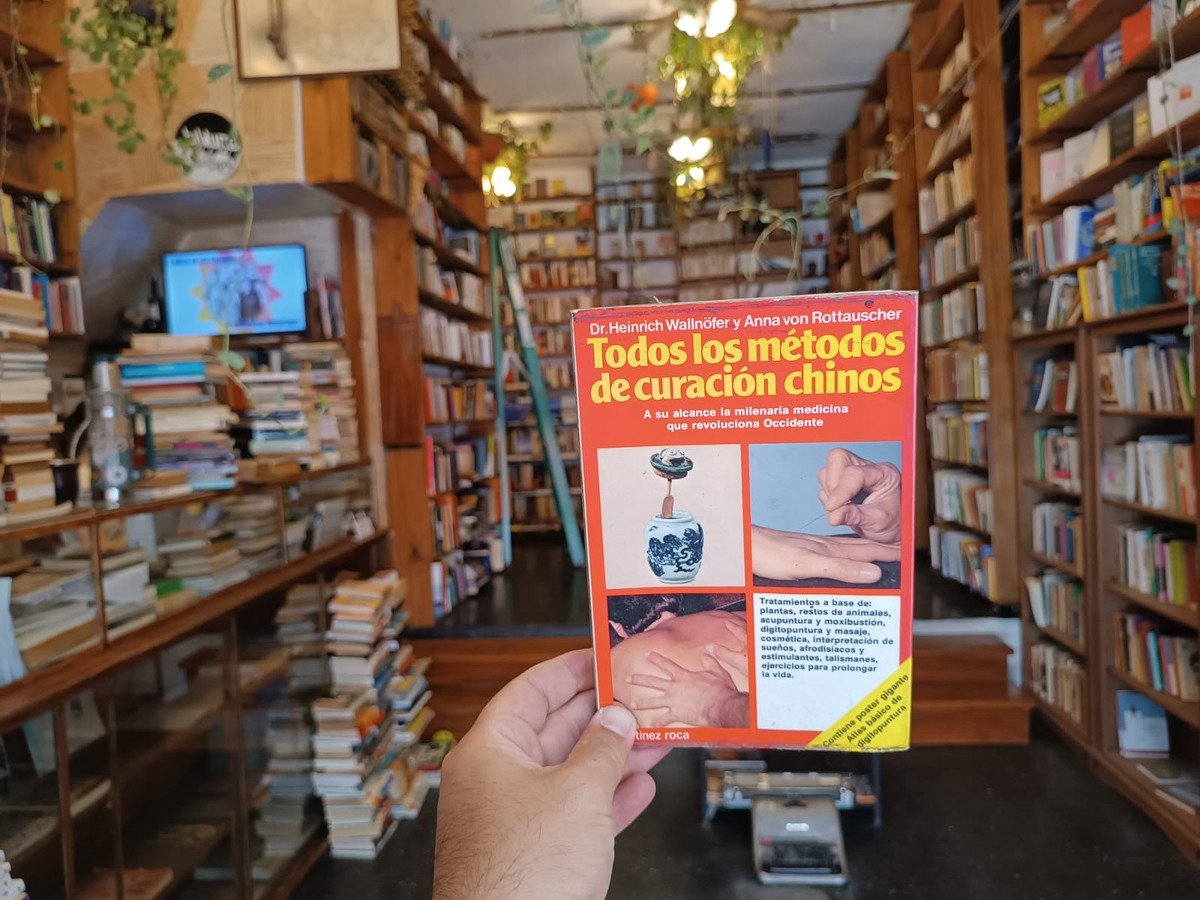 Dr. Heinrich Wallnöfer y Anna von Rottauscher
Todos los métodos
de curación chinos
A su alcance la milenaria medicina
que revoluciona Occidente
Tratamientos a base de:
plantas, restos de animales,
acupuntura y moxibustión,
digitopuntura y masaje,
cosmética, interpretación de
sueños, afrodisíacos y
estimulantes, talismanes,
ejercicios para prolongar
la vida.
Contiene poster gigante
Atlas básico de
digitopuntura
tínez roca